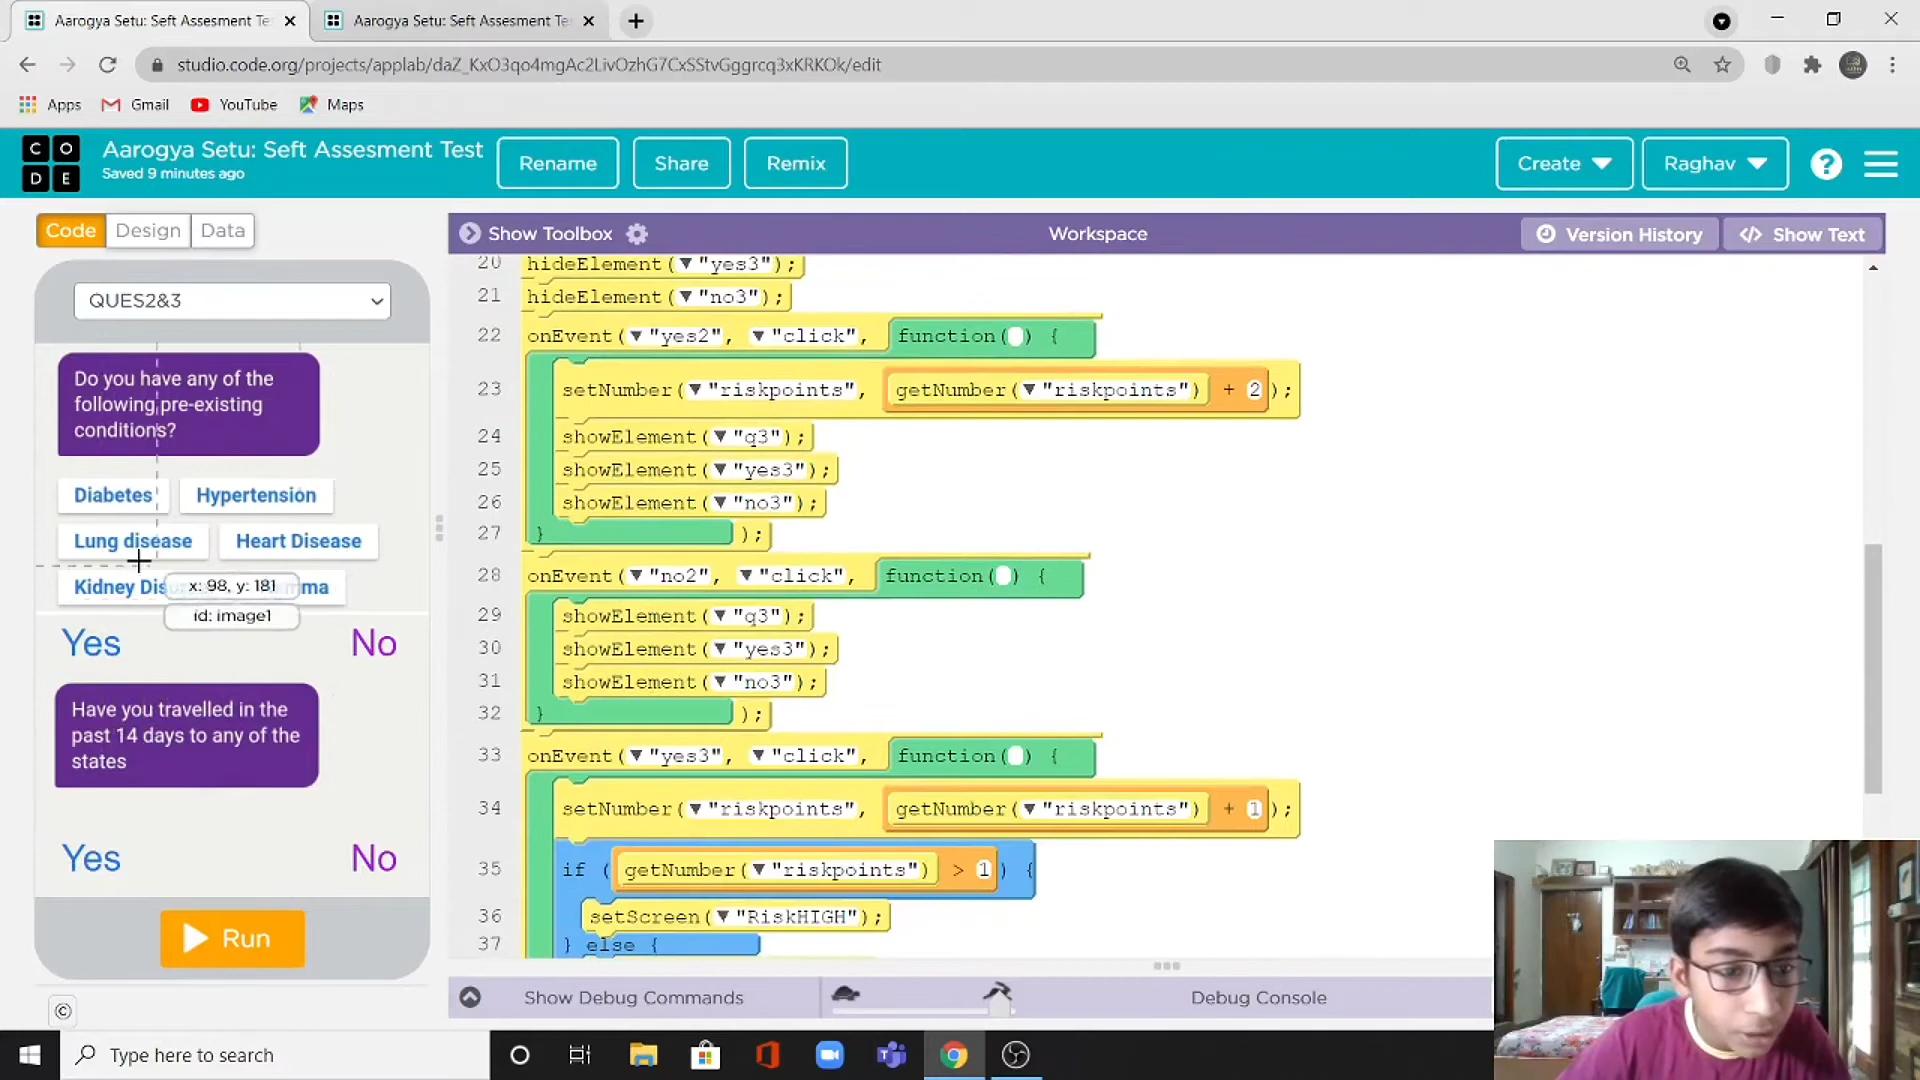 Aarogya Setu: Seft Assesment Te
Aarogya Setu: Seft Assesment Te
studio.code.org/projects/applab/daZ_KxO3qo4mgAc2LivOzhG7CxSStvGggrcq3xKRKOk/edit
Apps
Gmail
YouTube
Maps
C O
D E
Aarogya Setu: Seft Assesment Test
Saved 9 minutes ago
Rename
Share
Remix
Create
Raghav
?
Code
Design
Data
Show Toolbox
Workspace
Version History
</> Show Text
QUES2&3
Do you have any of the
following pre-existing
conditions?
Diabetes
Hypertension
Lung disease
Heart Disease
Kidney Dis
x: 98, y: 181
id: image1
Yes
No
Have you travelled in the
past 14 days to any of the
states
Yes
No
Run
20 hideElement( "yes3");
21 hideElement( "no3");
22 onEvent( "yes2", "click", function( ) {
23 setNumber( "riskpoints", getNumber( "riskpoints") + 2 );
24 showElement( "q3");
25 showElement( "yes3");
26 showElement( "no3");
27 } );
28 onEvent( "no2", "click", function( ) {
29 showElement( "q3");
30 showElement( "yes3");
31 showElement( "no3");
32 } );
33 onEvent( "yes3", "click", function( ) {
34 setNumber( "riskpoints", getNumber( "riskpoints") + 1 );
35 if ( getNumber( "riskpoints") > 1 ) {
36 setScreen( "RiskHIGH");
37 } else {
Show Debug Commands
Debug Console
©
Type here to search